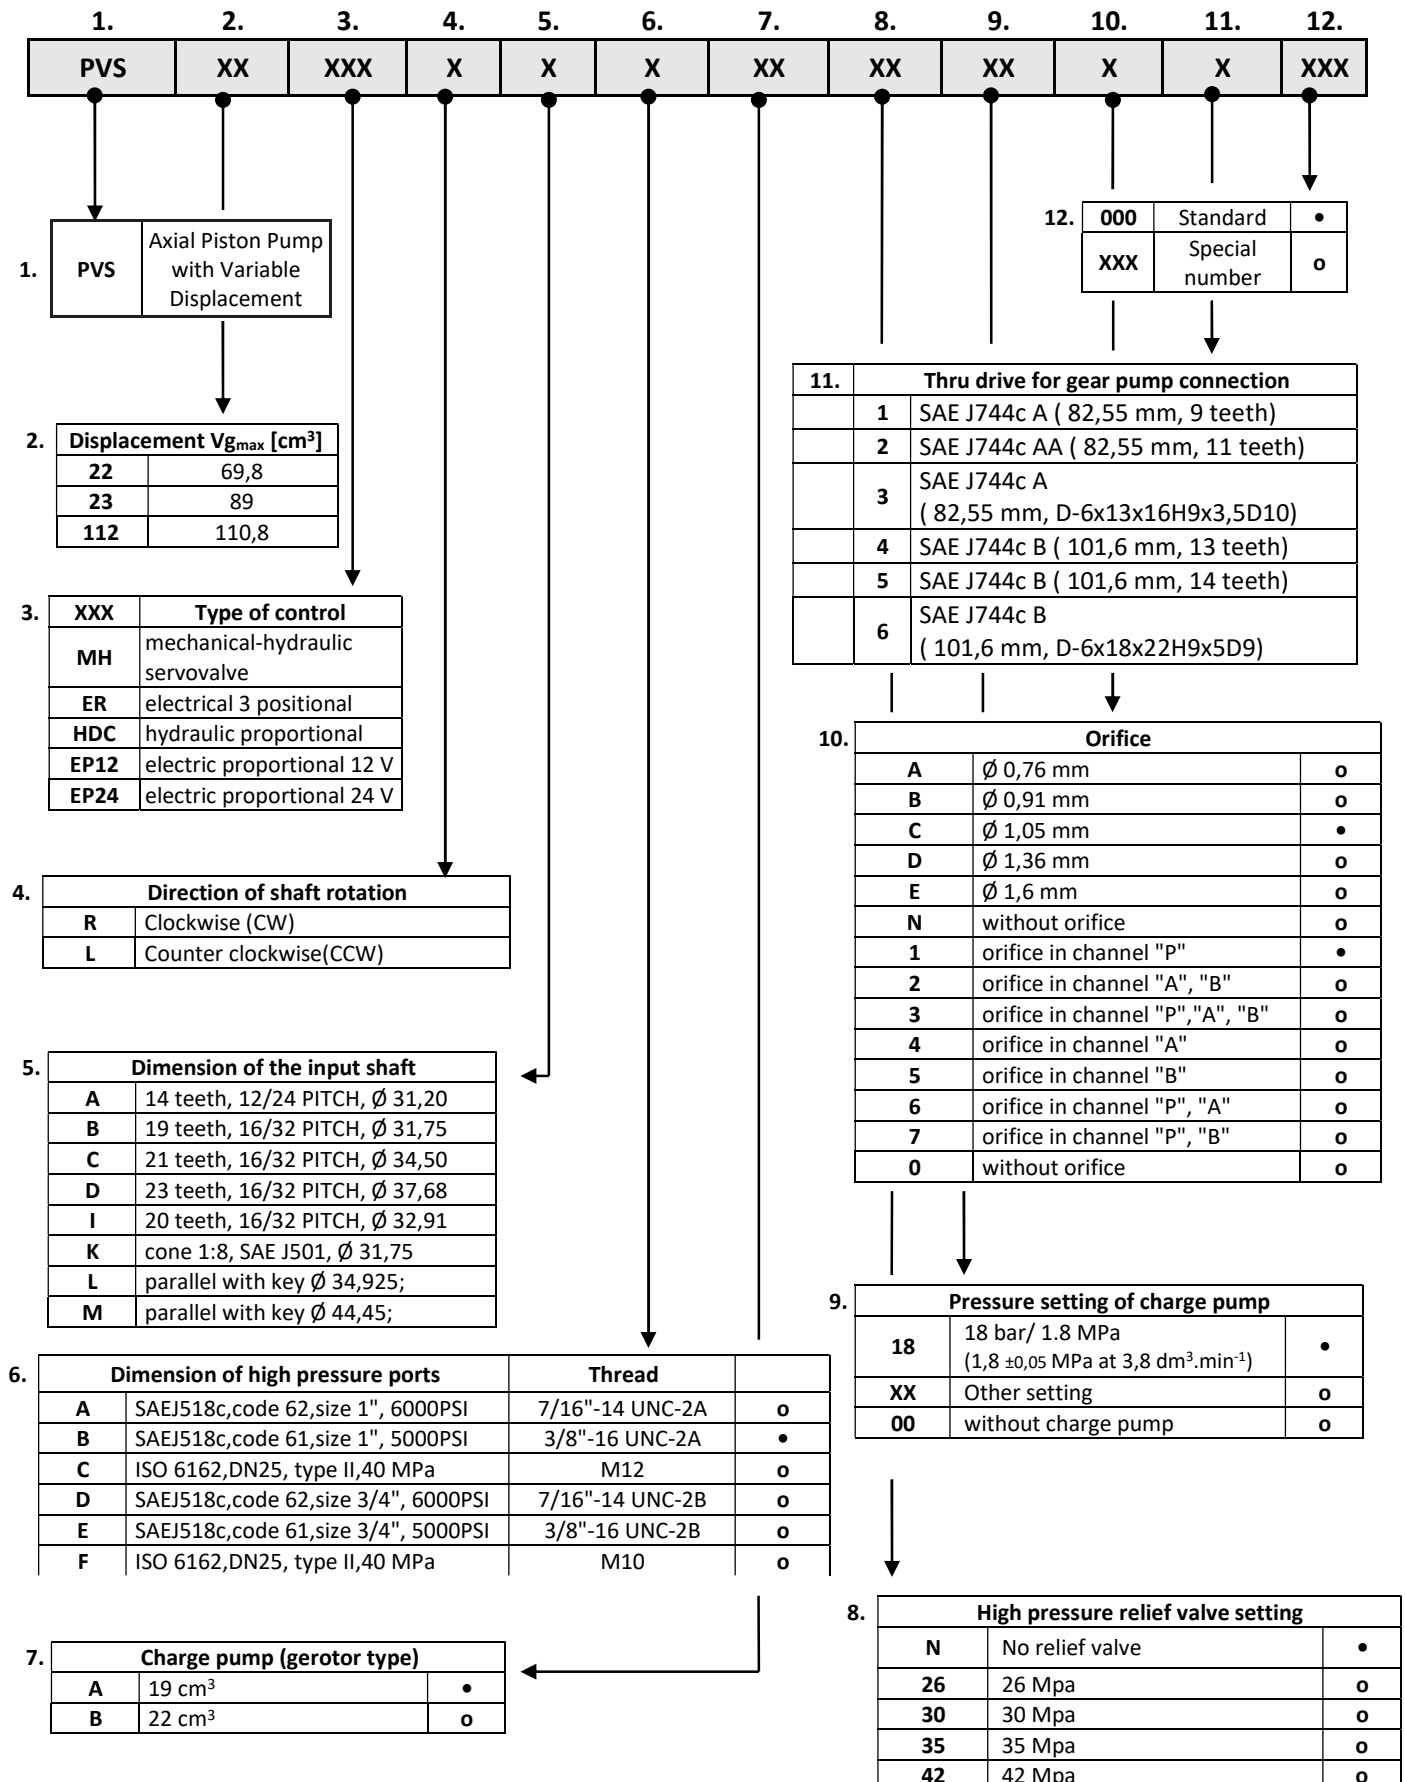 1. 2. 3. 4. 5. 6. 7. 8. 9. 10. 11. 12.
PVS XX XXX X X X XX XX XX X X XXX
1. PVS Axial Piston Pump
with Variable
Displacement
2. Displacement Vgmax [cm³]
22 69,8
23 89
112 110,8
3. XXX Type of control
MH mechanical-hydraulic
servovalve
ER electrical 3 positional
HDC hydraulic proportional
EP12 electric proportional 12 V
EP24 electric proportional 24 V
4. Direction of shaft rotation
R Clockwise (CW)
L Counter clockwise(CCW)
5. Dimension of the input shaft
A 14 teeth, 12/24 PITCH, Ø 31,20
B 19 teeth, 16/32 PITCH, Ø 31,75
C 21 teeth, 16/32 PITCH, Ø 34,50
D 23 teeth, 16/32 PITCH, Ø 37,68
I 20 teeth, 16/32 PITCH, Ø 32,91
K cone 1:8, SAE J501, Ø 31,75
L parallel with key Ø 34,925;
M parallel with key Ø 44,45;
6. Dimension of high pressure ports Thread
A SAEJ518c,code 62,size 1", 6000PSI 7/16"-14 UNC-2A o
B SAEJ518c,code 61,size 1", 5000PSI 3/8"-16 UNC-2A •
C ISO 6162,DN25, type II,40 MPa M12 o
D SAEJ518c,code 62,size 3/4", 6000PSI 7/16"-14 UNC-2B o
E SAEJ518c,code 61,size 3/4", 5000PSI 3/8"-16 UNC-2B o
F ISO 6162,DN25, type II,40 MPa M10 o
7. Charge pump (gerotor type)
A 19 cm³ •
B 22 cm³ o
12. 000 Standard •
XXX Special
number o
11. Thru drive for gear pump connection
1 SAE J744c A ( 82,55 mm, 9 teeth)
2 SAE J744c AA ( 82,55 mm, 11 teeth)
3 SAE J744c A
( 82,55 mm, D-6x13x16H9x3,5D10)
4 SAE J744c B ( 101,6 mm, 13 teeth)
5 SAE J744c B ( 101,6 mm, 14 teeth)
6 SAE J744c B
( 101,6 mm, D-6x18x22H9x5D9)
10. Orifice
A Ø 0,76 mm o
B Ø 0,91 mm o
C Ø 1,05 mm •
D Ø 1,36 mm o
E Ø 1,6 mm o
N without orifice o
1 orifice in channel "P" •
2 orifice in channel "A", "B" o
3 orifice in channel "P","A", "B" o
4 orifice in channel "A" o
5 orifice in channel "B" o
6 orifice in channel "P", "A" o
7 orifice in channel "P", "B" o
0 without orifice o
9. Pressure setting of charge pump
18 18 bar/ 1.8 MPa •
(1,8 ±0,05 MPa at 3,8 dm³.min⁻¹)
XX Other setting o
00 without charge pump o
8. High pressure relief valve setting
N No relief valve •
26 26 Mpa o
30 30 Mpa o
35 35 Mpa o
42 42 Mpa o